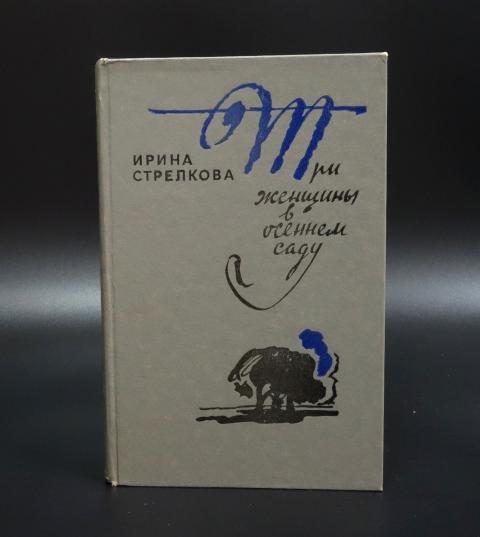 ИРИНА
СТРЕЛКОВА
Три
женщины
в
осеннем
саду